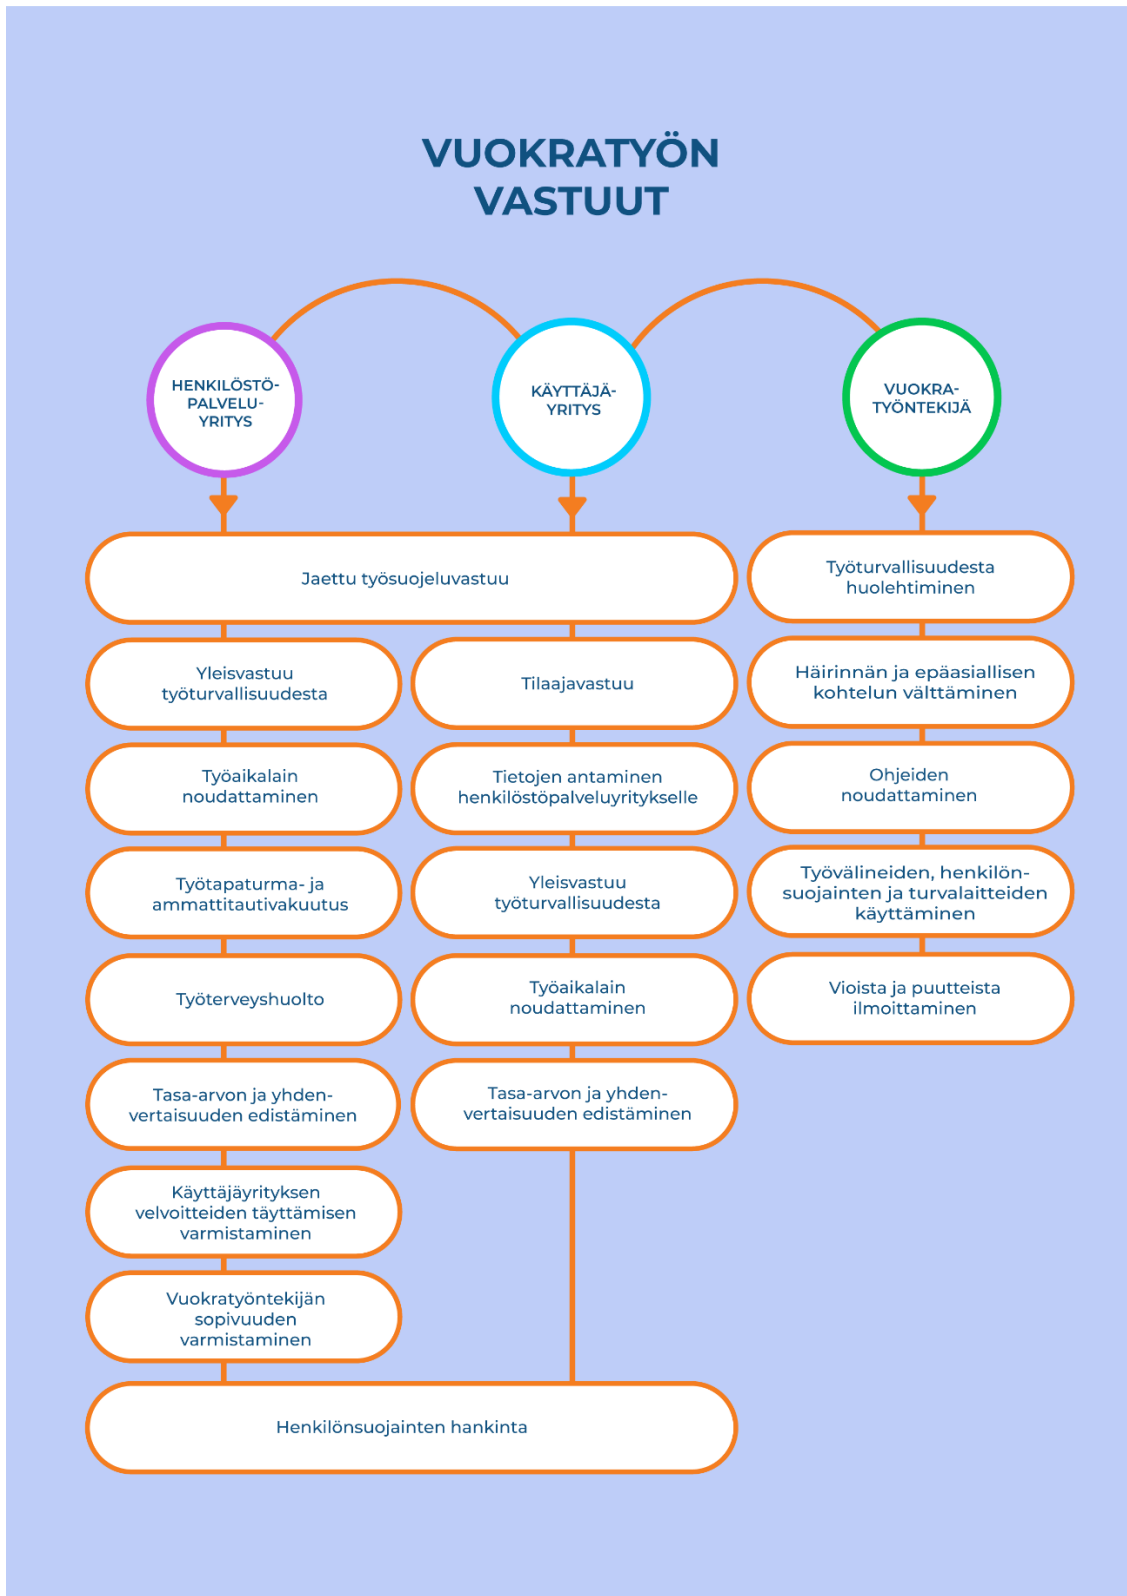 VUOKRATYÖN
VASTUUT
HENKILÖSTÖ-
PALVELU-
YRITYS
KÄYTTÄJÄ-
YRITYS
VUOKRA-
TYÖNTEKIJÄ
Jaettu työsuojeluvastuu
Yleisvastuu
työturvallisuudesta
Työaikalain
noudattaminen
Työtapaturma- ja
ammattitautivakuutus
Työterveyshuolto
Tasa-arvon ja yhden-
vertaisuuden edistäminen
Käyttäjäyrityksen
velvoitteiden täyttämisen
varmistaminen
Vuokratyöntekijän
sopivuuden
varmistaminen
Tilaajavastuu
Tietojen antaminen
henkilöstöpalveluyritykselle
Yleisvastuu
työturvallisuudesta
Työaikalain
noudattaminen
Tasa-arvon ja yhden-
vertaisuuden edistäminen
Henkilönsuojainten hankinta
Työturvallisuudesta
huolehtiminen
Häirinnän ja epäasiallisen
kohtelun välttäminen
Ohjeiden
noudattaminen
Työvälineiden, henkilön-
suojainten ja turvalaitteiden
käyttäminen
Vioista ja puutteista
ilmoittaminen